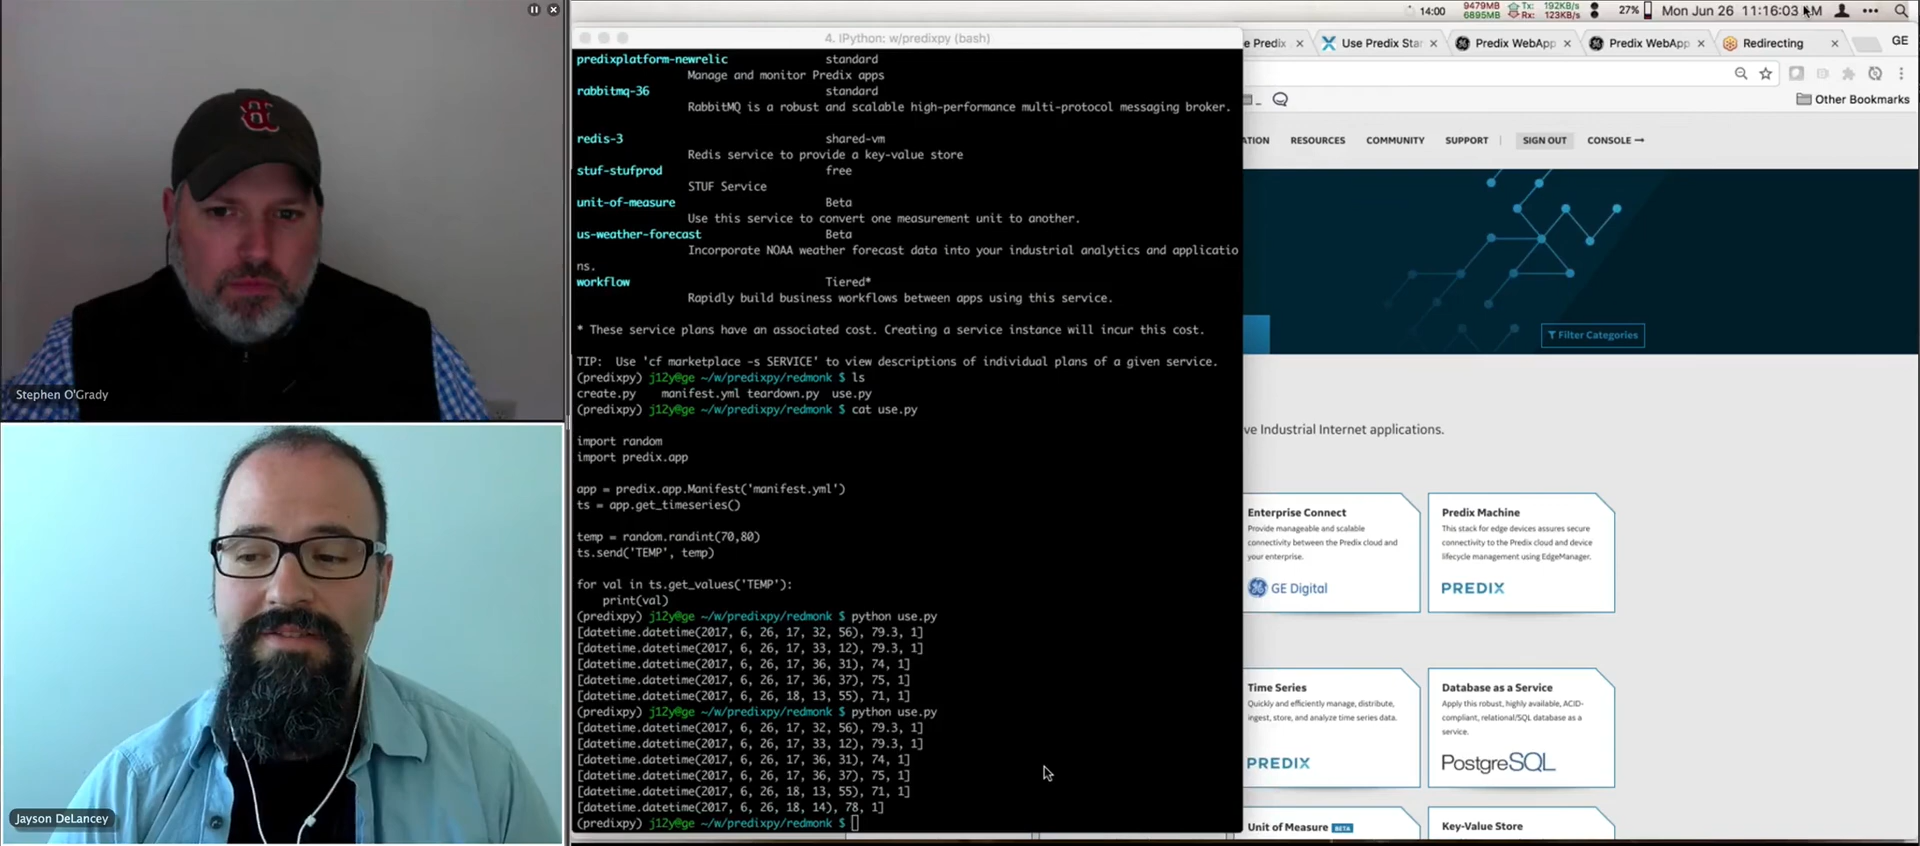 Stephen O'Grady
Jayson DeLancey
14:00
9479MB
6895MB
Tx: 192KB/s
Rx: 123KB/s
27%
Mon Jun 26 11:16:03
4. IPython: w/predixpy (bash)
e Predix
Use Predix Star
Predix WebApp
Predix WebApp
Redirecting
GE
Other Bookmarks
predixplatform-newrelic standard
Manage and monitor Predix apps
rabbitmq-36 standard
RabbitMQ is a robust and scalable high-performance multi-protocol messaging broker.
redis-3 shared-vm
Redis service to provide a key-value store
stuf-stufprod free
STUF Service
unit-of-measure Beta
Use this service to convert one measurement unit to another.
us-weather-forecast Beta
Incorporate NOAA weather forecast data into your industrial analytics and applicatio
ns.
workflow Tiered*
Rapidly build business workflows between apps using this service.
* These service plans have an associated cost. Creating a service instance will incur this cost.
TIP: Use 'cf marketplace -s SERVICE' to view descriptions of individual plans of a given service.
(predixpy) j12y@ge ~/w/predixpy/redmonk $ ls
create.py manifest.yml teardown.py use.py
(predixpy) j12y@ge ~/w/predixpy/redmonk $ cat use.py
import random
import predix.app
app = predix.app.Manifest('manifest.yml')
ts = app.get_timeseries()
temp = random.randint(70,80)
ts.send('TEMP', temp)
for val in ts.get_values('TEMP'):
print(val)
(predixpy) j12y@ge ~/w/predixpy/redmonk $ python use.py
[datetime.datetime(2017, 6, 26, 17, 32, 56), 79.3, 1]
[datetime.datetime(2017, 6, 26, 17, 33, 12), 79.3, 1]
[datetime.datetime(2017, 6, 26, 17, 36, 31), 74, 1]
[datetime.datetime(2017, 6, 26, 17, 36, 37), 75, 1]
[datetime.datetime(2017, 6, 26, 18, 13, 55), 71, 1]
(predixpy) j12y@ge ~/w/predixpy/redmonk $ python use.py
[datetime.datetime(2017, 6, 26, 17, 32, 56), 79.3, 1]
[datetime.datetime(2017, 6, 26, 17, 33, 12), 79.3, 1]
[datetime.datetime(2017, 6, 26, 17, 36, 31), 74, 1]
[datetime.datetime(2017, 6, 26, 17, 36, 37), 75, 1]
[datetime.datetime(2017, 6, 26, 18, 13, 55), 71, 1]
[datetime.datetime(2017, 6, 26, 18, 14), 78, 1]
(predixpy) j12y@ge ~/w/predixpy/redmonk $
ATION RESOURCES COMMUNITY SUPPORT | SIGN OUT CONSOLE
Filter Categories
ve Industrial Internet applications.
Enterprise Connect
Provide manageable and scalable
connectivity between the Predix cloud and
your enterprise.
GE Digital
Predix Machine
This stack for edge devices assures secure
connectivity to the Predix cloud and device
lifecycle management using EdgeManager.
PREDIX
Time Series
Quickly and efficiently manage, distribute,
ingest, store, and analyze time series data.
PREDIX
Database as a Service
Apply this robust, highly available, ACID-
compliant, relational/SQL database as a
service.
PostgreSQL
Unit of Measure BETA
Key-Value Store